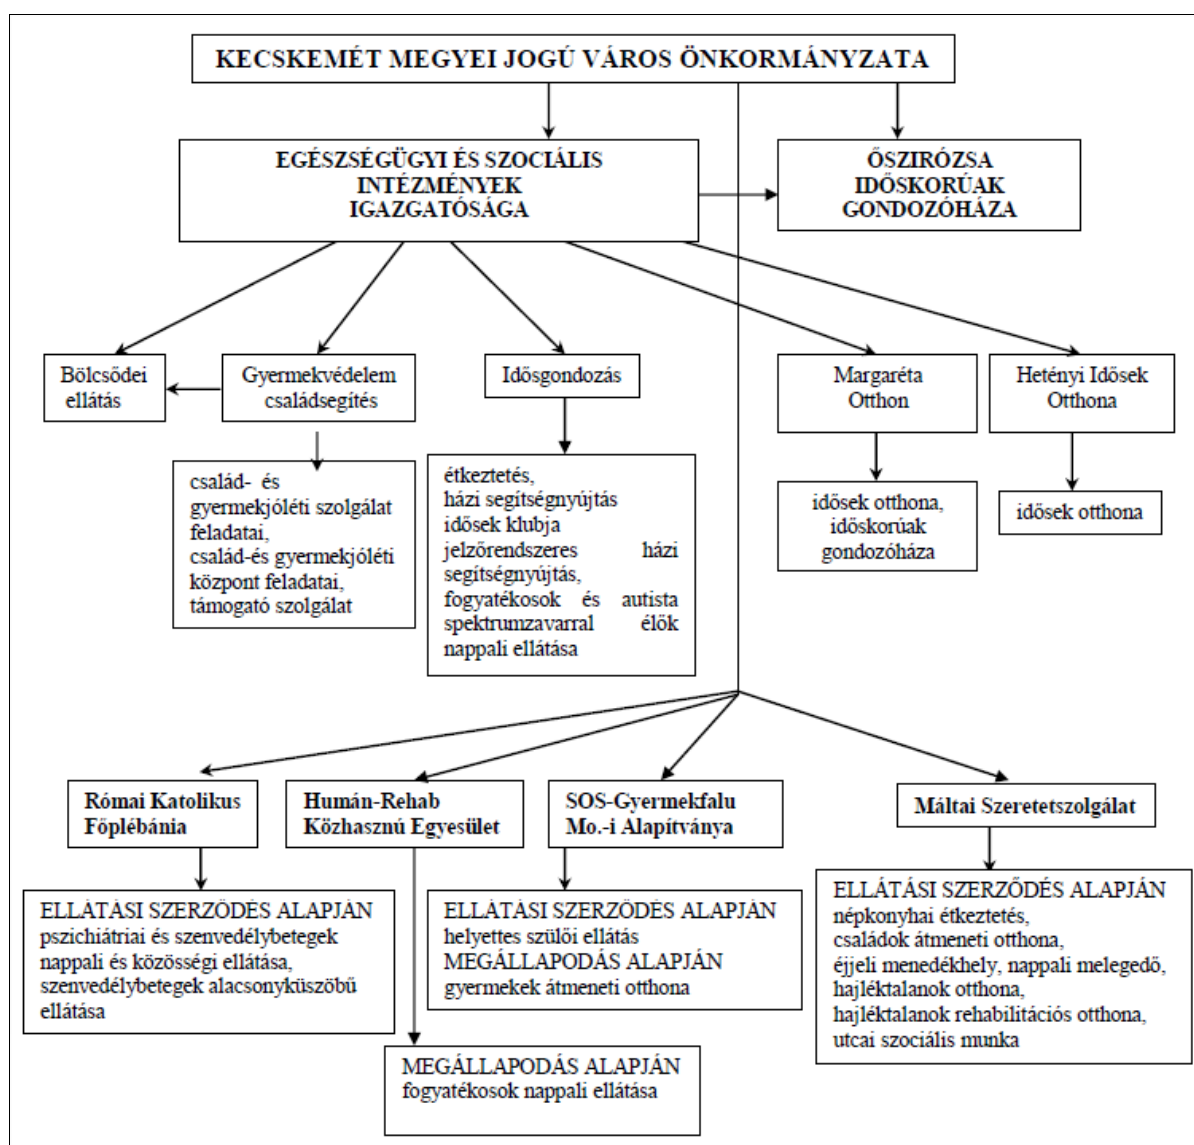 KECSKEMÉT MEGYEI JOGÚ VÁROS ÖNKORMÁNYZATA
EGÉSZSÉGÜGYI ÉS SZOCIÁLIS
INTÉZMÉNYEK
IGAZGATÓSÁGA
ŐSZIRÓZSA
IDŐSKORÚAK
GONDOZÓHÁZA
Bölcsődei
ellátás
Gyermekvédelem
családsegítés
Idősgondozás
Margaréta
Otthon
Hetényi Idősek
Otthona
család- és
gyermekjóléti szolgálat
feladatai,
család-és gyermekjóléti
központ feladatai,
támogató szolgálat
étkeztetés,
házi segítségnyújtás
idősek klubja
jelzőrendszeres házi
segítségnyújtás,
fogyatékosok és autista
spektrumzavarral élők
nappali ellátása
idősek otthona,
időskorúak
gondozóháza
idősek otthona
Római Katolikus
Főplébánia
Humán-Rehab
Közhasznú Egyesület
SOS-Gyermekfalu
Mo.-i Alapítványa
Máltai Szeretetszolgálat
ELLÁTÁSI SZERZŐDÉS ALAPJÁN
pszichiátriai és szenvedélybetegek
nappali és közösségi ellátása,
szenvedélybetegek alacsonyküszöbű
ellátása
MEGÁLLAPODÁS ALAPJÁN
fogyatékosok nappali ellátása
ELLÁTÁSI SZERZŐDÉS ALAPJÁN
helyettes szülői ellátás
MEGÁLLAPODÁS ALAPJÁN
gyermekek átmeneti otthona
ELLÁTÁSI SZERZŐDÉS ALAPJÁN
népkonyhai étkeztetés,
családok átmeneti otthona,
éjjeli menedékhely, nappali melegedő,
hajléktalanok otthona,
hajléktalanok rehabilitációs otthona,
utcai szociális munka